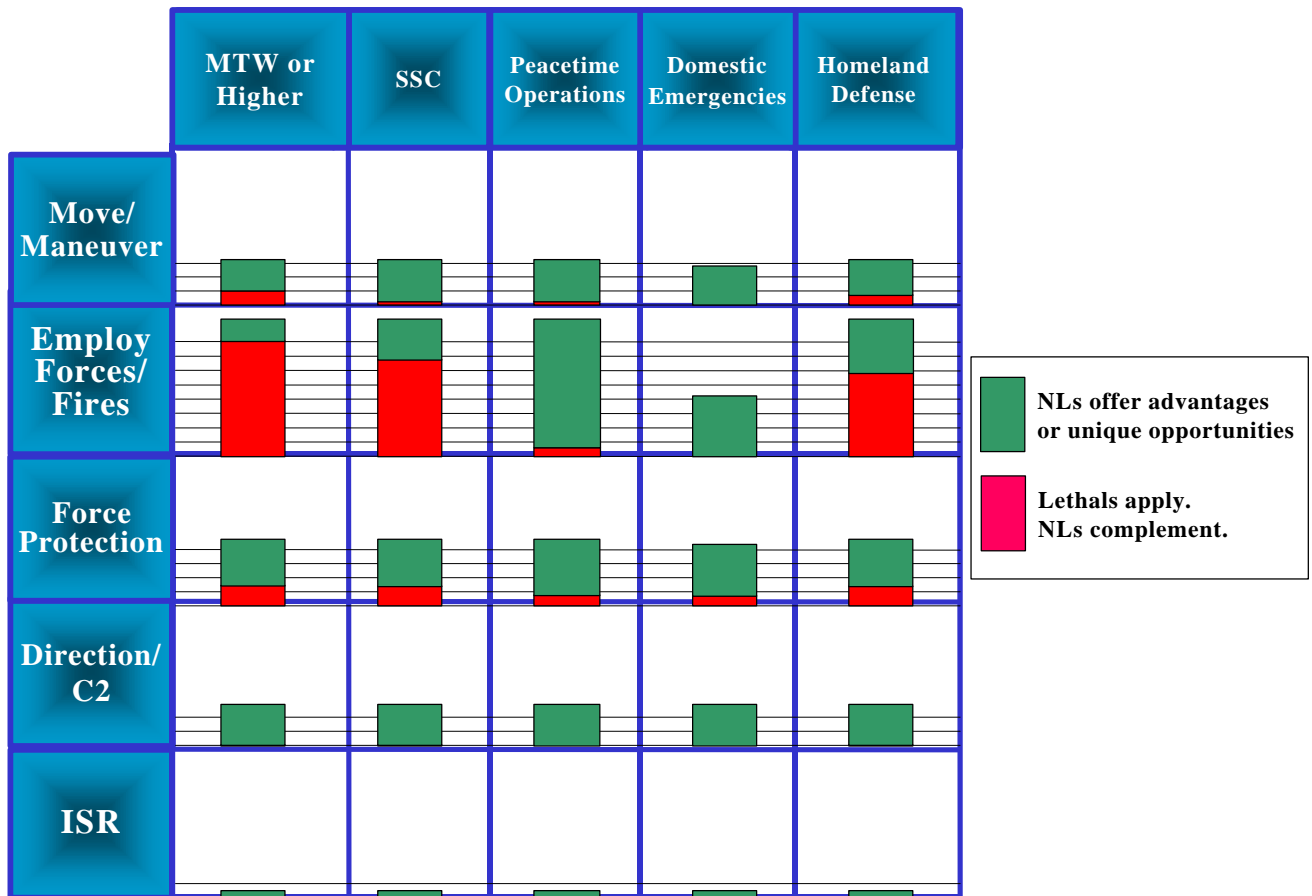 MTW or
Higher
SSC
Peacetime
Operations
Domestic
Emergencies
Homeland
Defense
Move/
Maneuver
Employ
Forces/
Fires
NLs offer advantages
or unique opportunities
Lethals apply.
NLs complement.
Force
Protection
Direction/
C2
ISR